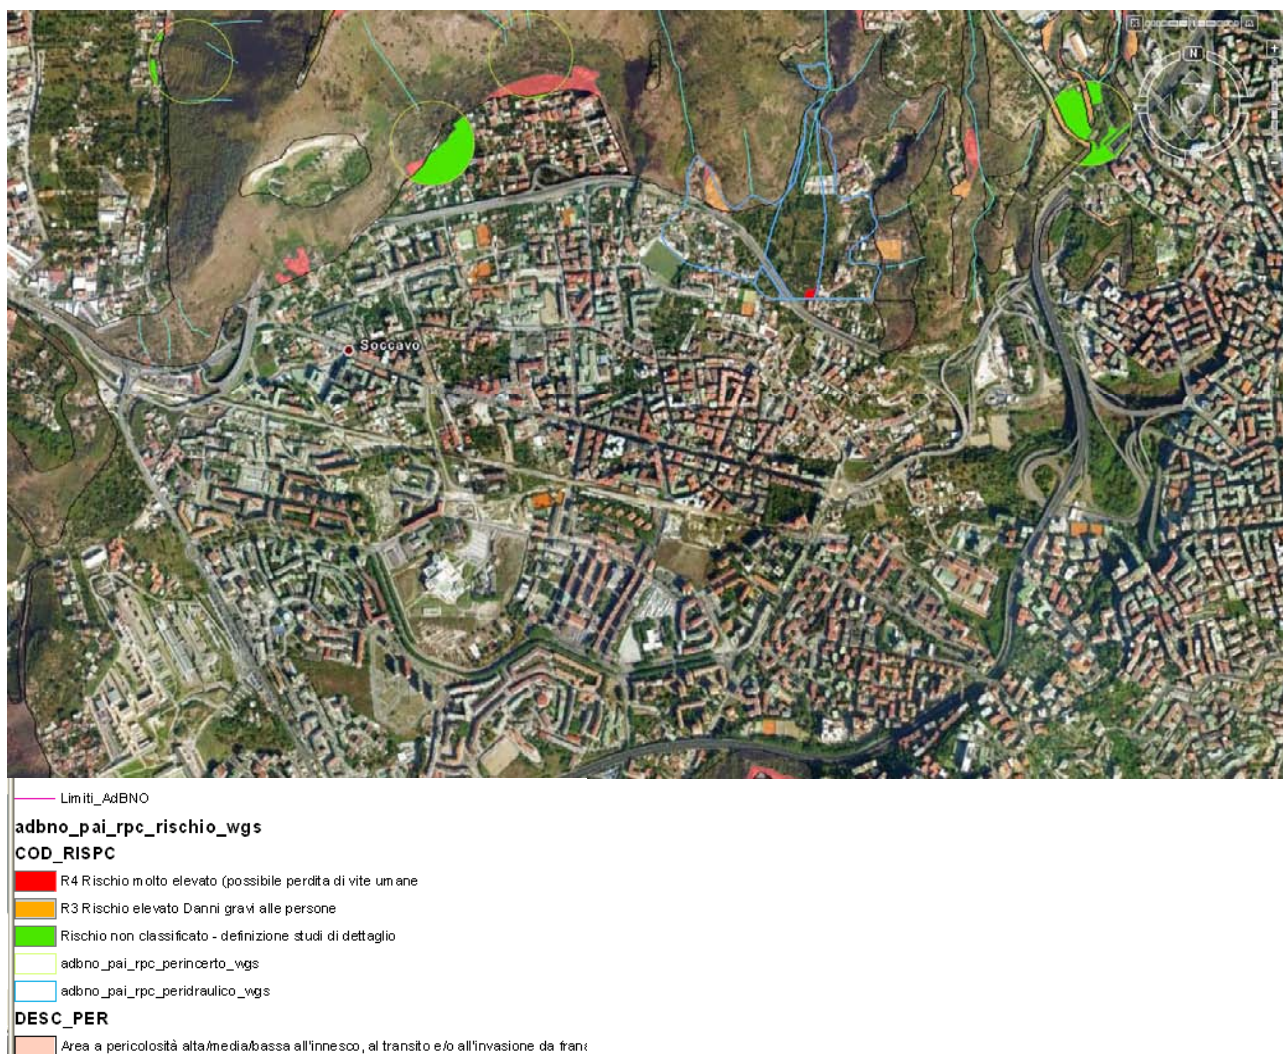 N
Soccavo
Limiti_AdBNO
adbno_pai_rpc_rischio_wgs
COD_RISPC
R4 Rischio molto elevato (possibile perdita di vite umane
R3 Rischio elevato Danni gravi alle persone
Rischio non classificato - definizione studi di dettaglio
adbno_pai_rpc_perincerto_wgs
adbno_pai_rpc_peridraulico_wgs
DESC_PER
Area a pericolosità alta/media/bassa all'innesco, al transito e/o all'invasione da frana